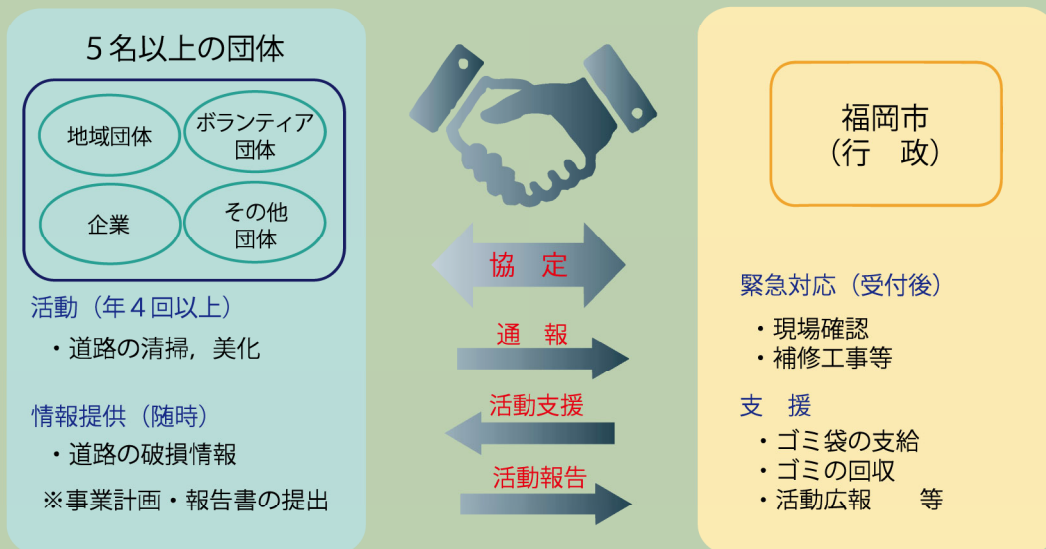 5名以上の団体
地域団体
ボランティア
団体
企業
その他
団体
活動（年４回以上）
・道路の清掃，美化
情報提供（随時）
・道路の破損情報
※事業計画・報告書の提出
協　定
通　報
活動支援
活動報告
福岡市
（行　政）
緊急対応（受付後）
・現場確認
・補修工事等
支　援
・ゴミ袋の支給
・ゴミの回収
・活動広報　　等